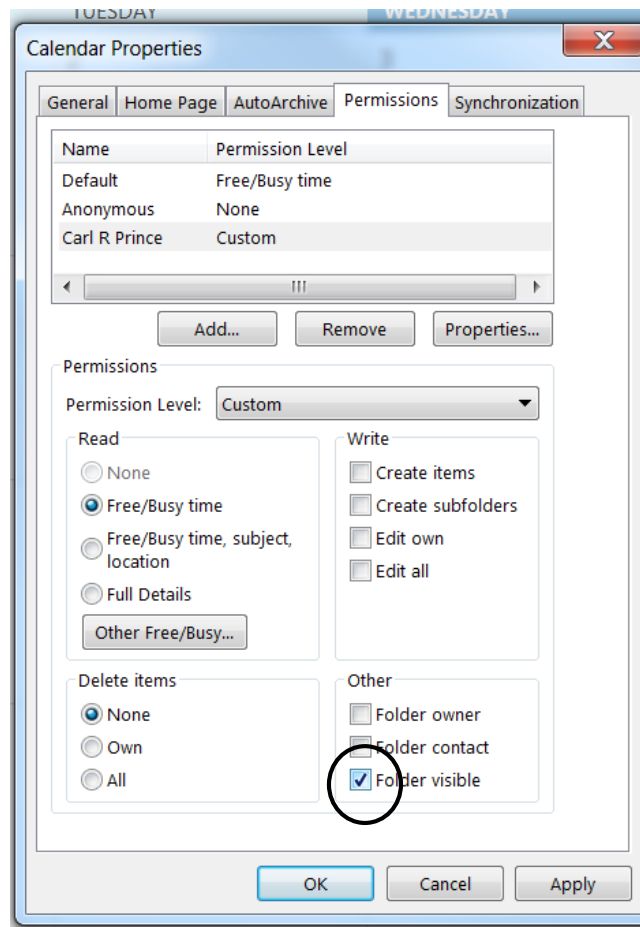 TUESDAY WEDNESDAY
Calendar Properties X
General Home Page AutoArchive Permissions Synchronization
Name Permission Level
Default Free/Busy time
Anonymous None
Carl R Prince Custom
Add... Remove Properties...
Permissions
Permission Level: Custom
Read
None
Free/Busy time
Free/Busy time, subject,
location
Full Details
Other Free/Busy...
Write
Create items
Create subfolders
Edit own
Edit all
Delete items
None
Own
All
Other
Folder owner
Folder contact
Folder visible
OK Cancel Apply